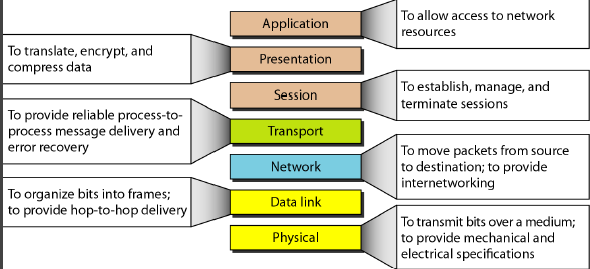 Application
To allow access to network
resources
To translate, encrypt, and
compress data
Presentation
Session
To establish, manage, and
terminate sessions
To provide reliable process-to-
process message delivery and
error recovery
Transport
Network
To move packets from source
to destination; to provide
internetworking
To organize bits into frames;
to provide hop-to-hop delivery
Data link
Physical
To transmit bits over a medium;
to provide mechanical and
electrical specifications